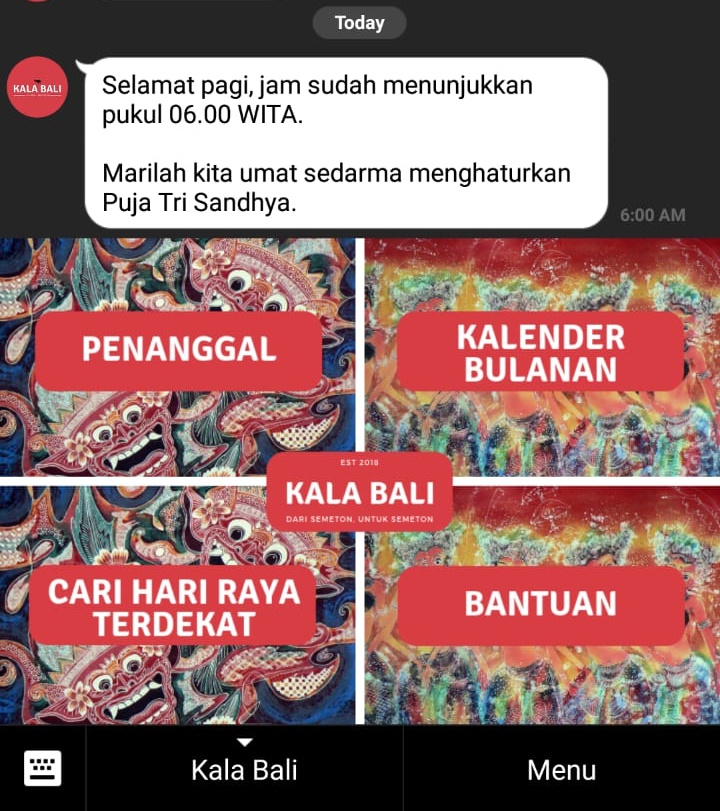 Today
KALA BALI
Selamat pagi, jam sudah menunjukkan
pukul 06.00 WITA.
Marilah kita umat sedarma menghaturkan
Puja Tri Sandhya.
6:00 AM
PENANGGAL
KALENDER
BULANAN
EST 2018
KALA BALI
DARI SEMETON, UNTUK SEMETON
CARI HARI RAYA
TERDEKAT
BANTUAN
Kala Bali
Menu